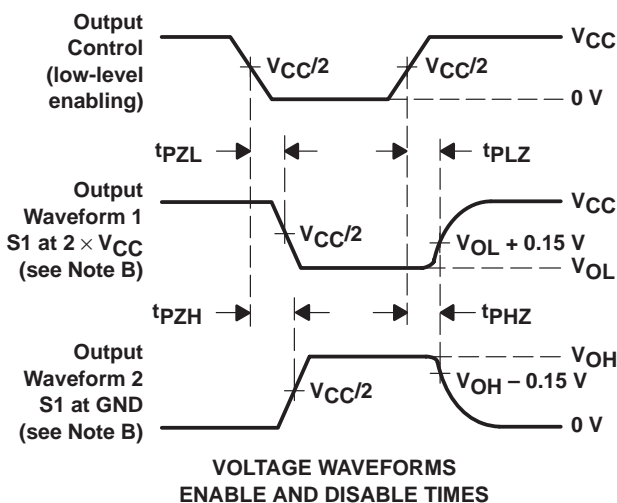 Output
Control
(low-level
enabling)
VCC/2
VCC/2
VCC
0 V
tPZL
tPLZ
Output
Waveform 1
S1 at 2 × VCC
(see Note B)
VCC/2
VCC
VOL + 0.15 V
VOL
tPZH
tPHZ
Output
Waveform 2
S1 at GND
(see Note B)
VCC/2
VOH
VOH – 0.15 V
0 V
VOLTAGE WAVEFORMS
ENABLE AND DISABLE TIMES